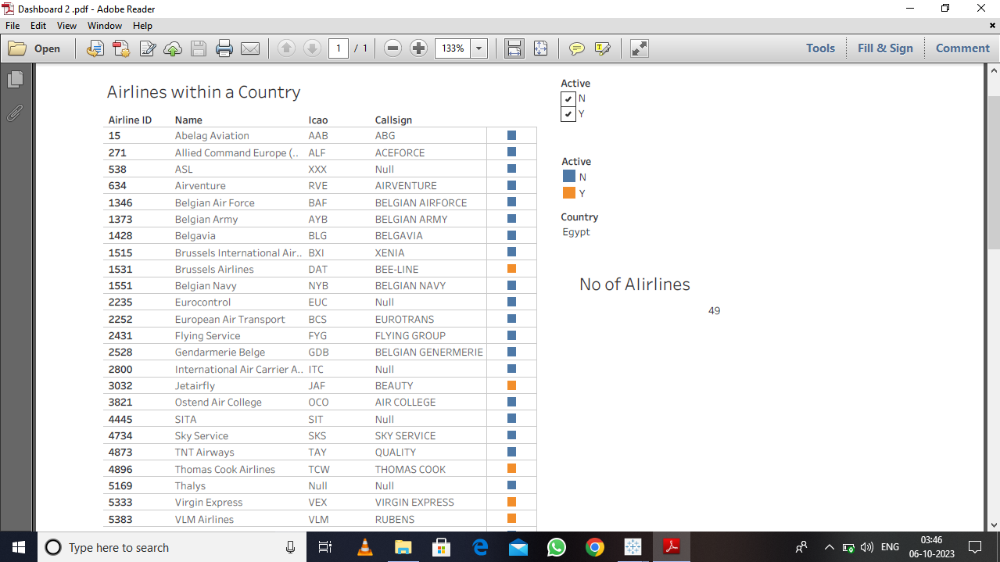 Dashboard 2 .pdf - Adobe Reader
File Edit View Window Help
Open 1 / 1 133% Tools Fill & Sign Comment
Airlines within a Country
Airline ID Name Icao Callsign
15 Abelag Aviation AAB ABG
271 Allied Command Europe (.. ALF ACEFORCE
538 ASL XXX Null
634 Airventure RVE AIRVENTURE
1346 Belgian Air Force BAF BELGIAN AIRFORCE
1373 Belgian Army AYB BELGIAN ARMY
1428 Belgavia BLG BELGAVIA
1515 Brussels International Air.. BXI XENIA
1531 Brussels Airlines DAT BEE-LINE
1551 Belgian Navy NYB BELGIAN NAVY
2235 Eurocontrol EUC Null
2252 European Air Transport BCS EUROTRANS
2431 Flying Service FYG FLYING GROUP
2528 Gendarmerie Belge GDB BELGIAN GENERMERIE
2800 International Air Carrier A.. ITC Null
3032 Jetairfly JAF BEAUTY
3821 Ostend Air College OCO AIR COLLEGE
4445 SITA SIT Null
4734 Sky Service SKS SKY SERVICE
4873 TNT Airways TAY QUALITY
4896 Thomas Cook Airlines TCW THOMAS COOK
5169 Thalys Null Null
5333 Virgin Express VEX VIRGIN EXPRESS
5383 VLM Airlines VLM RUBENS
Active
N
Y
Active
N
Y
Country
Egypt
No of Alirlines
49
Type here to search
ENG
03:46
06-10-2023